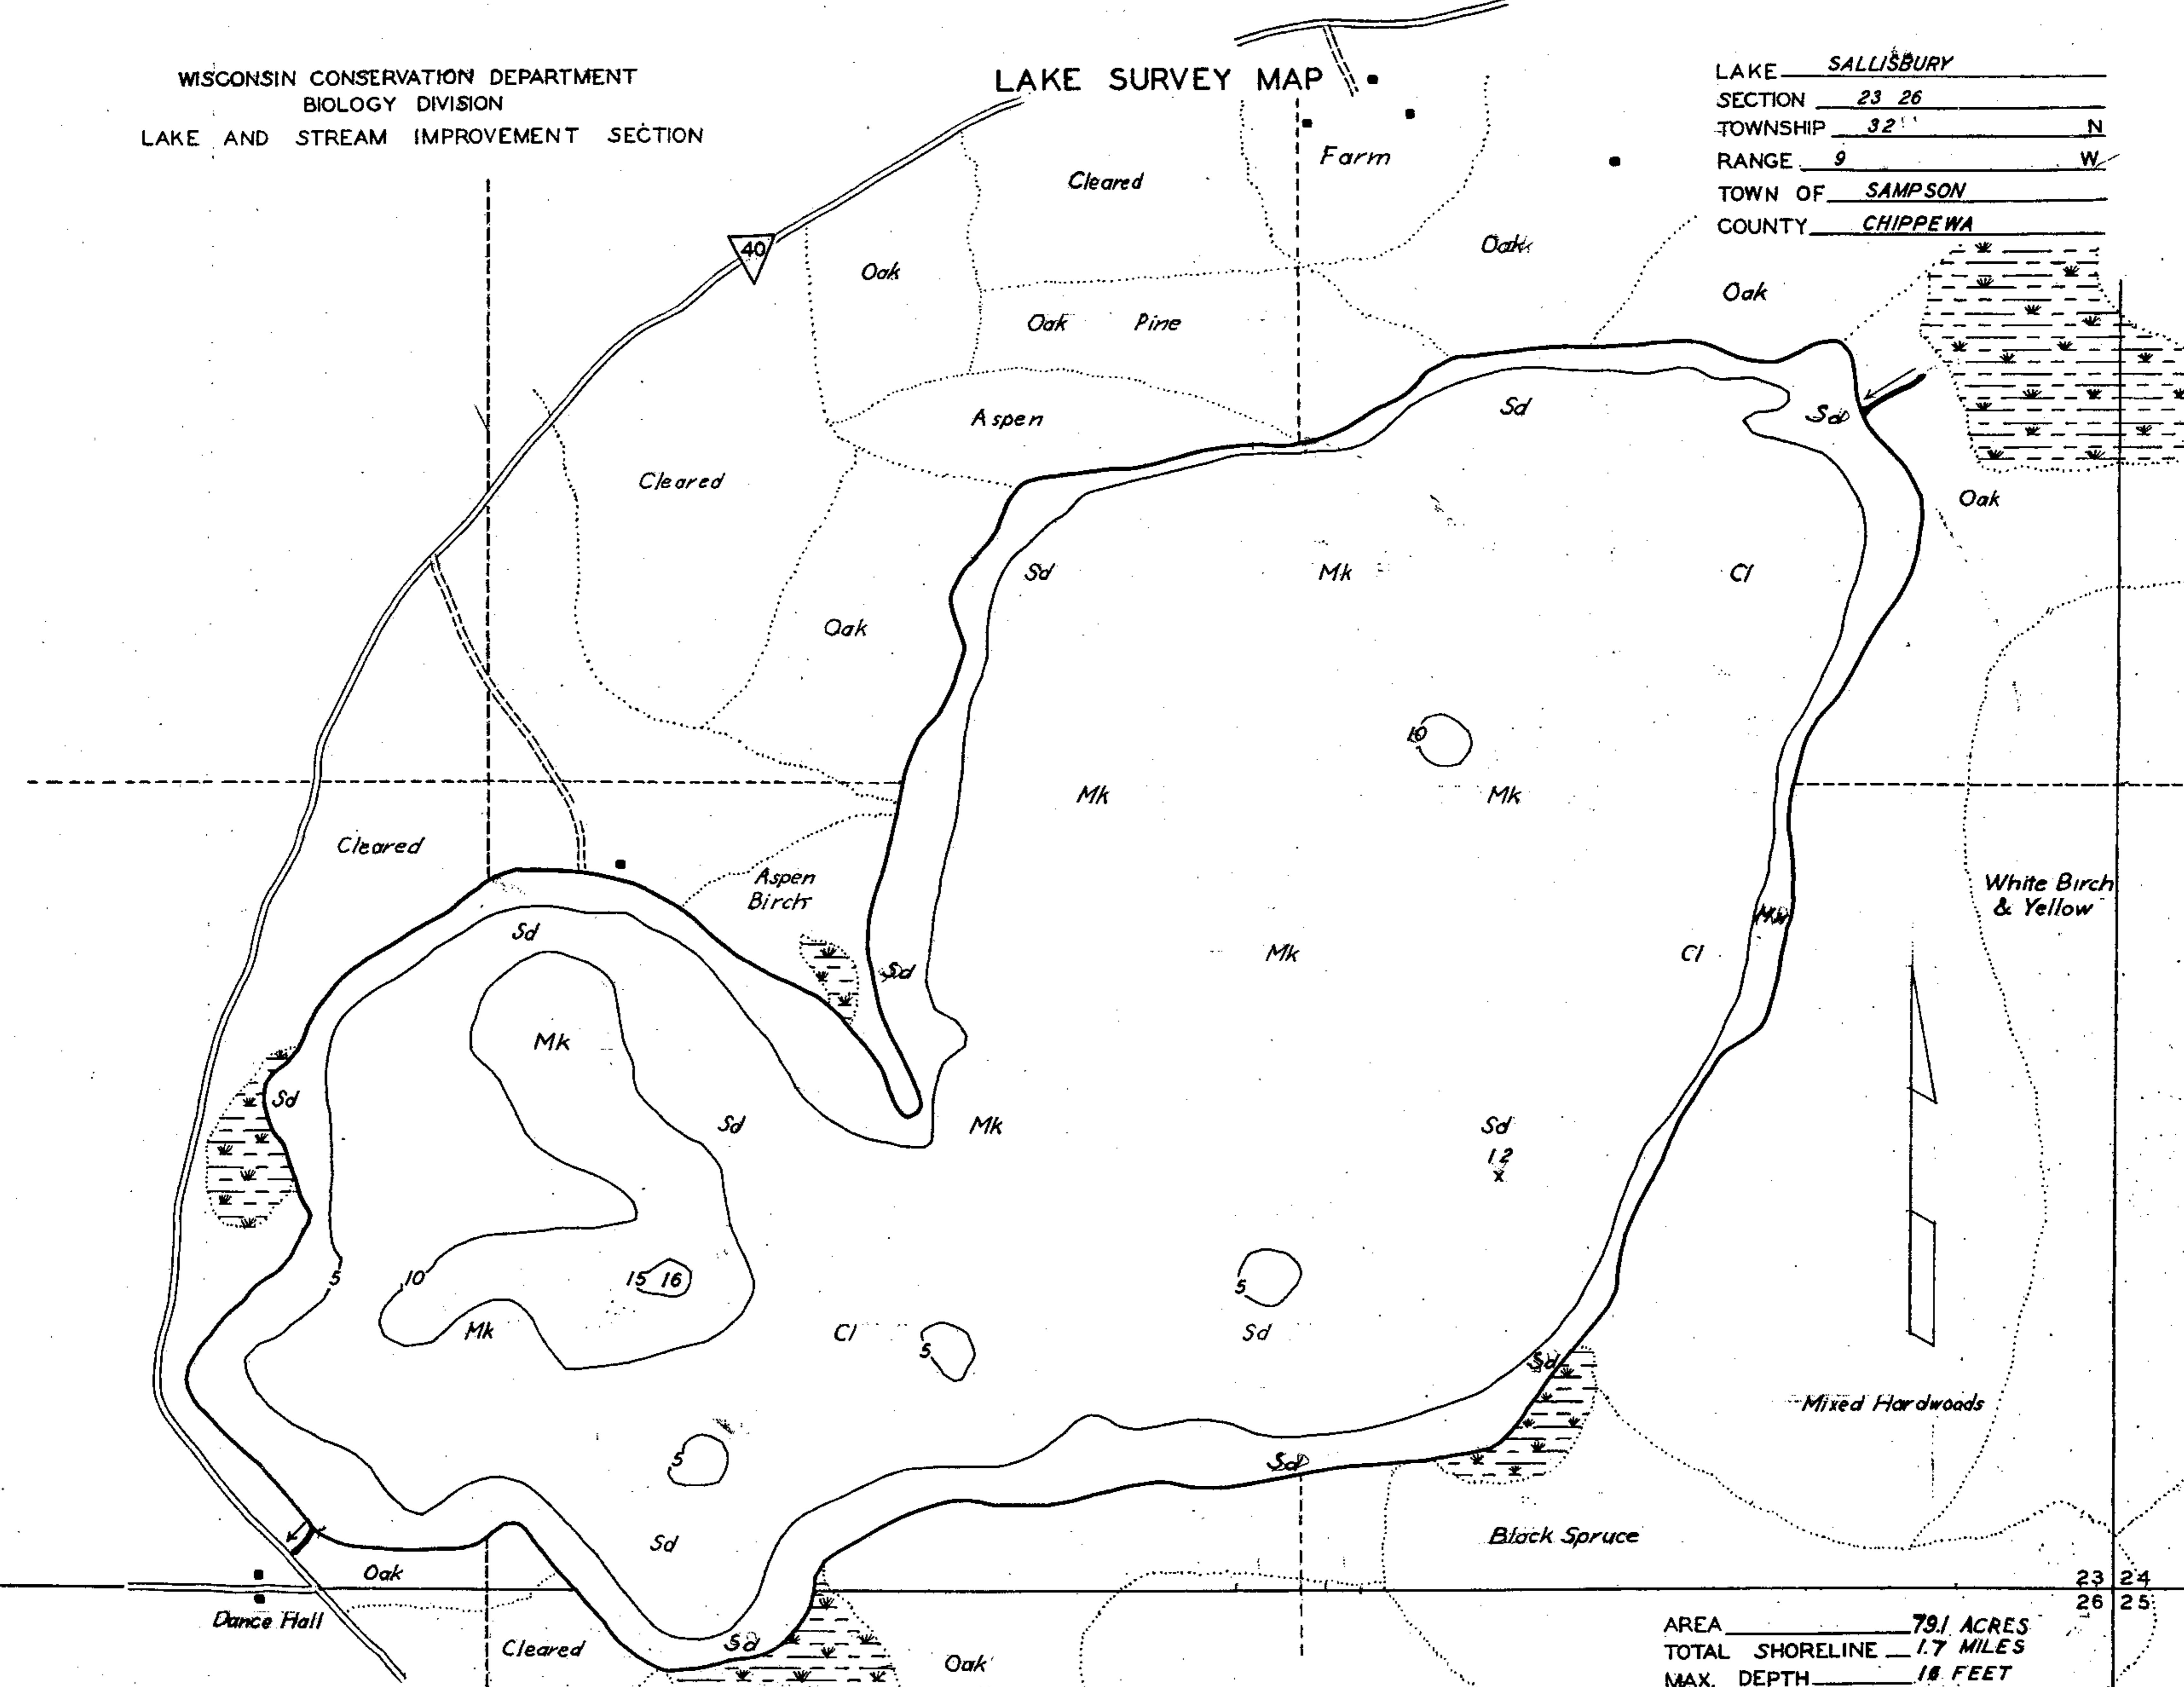 WISCONSIN CONSERVATION DEPARTMENT
BIOLOGY DIVISION
LAKE AND STREAM IMPROVEMENT SECTION
LAKE SURVEY MAP
LAKE SALLISBURY
SECTION 23 26
TOWNSHIP 32 N
RANGE 9 W
TOWN OF SAMPSON
COUNTY CHIPPEWA
Farm
Cleared
40
Oak
Oak
Oak
Oak Pine
Aspen
Sd
Sd
Cleared
Oak
Sd
Mk
Cl
Oak
10
Mk
Mk
Cleared
Aspen
Birch
White Birch
& Yellow
Sd
Mk
Cl
Sd
Mk
Sd
Sd
Mk
Sd
12
x
5
10
15 16
5
Mk
Cl
5
Sd
Sd
Mixed Hardwoods
5
Sd
Sd
Black Spruce
Oak
23 24
26 25
Dance Hall
Cleared
Sd
Oak
AREA 79.1 ACRES
TOTAL SHORELINE 1.7 MILES
MAX. DEPTH 16 FEET